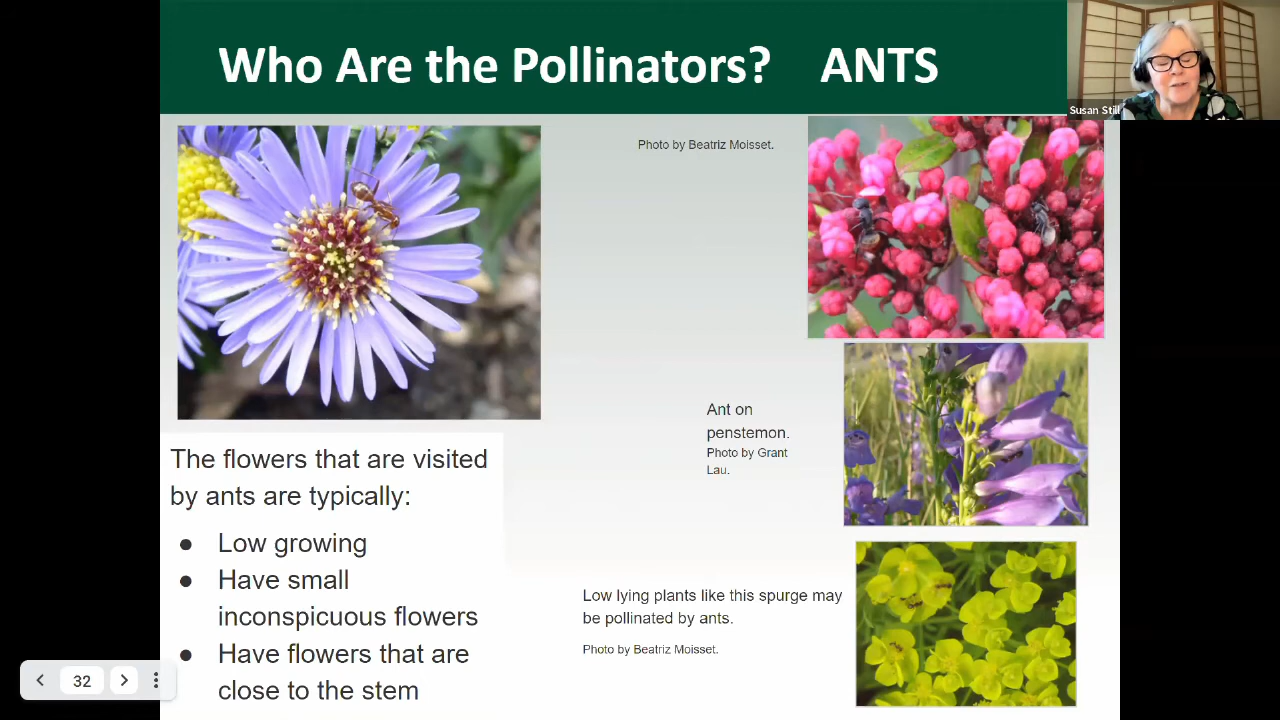 Who Are the Pollinators? ANTS
Susan Still
Photo by Beatriz Moisset.
Ant on
penstemon.
Photo by Grant
Lau.
The flowers that are visited
by ants are typically:
● Low growing
● Have small
inconspicuous flowers
● Have flowers that are
close to the stem
Low lying plants like this spurge may
be pollinated by ants.
Photo by Beatriz Moisset.
32